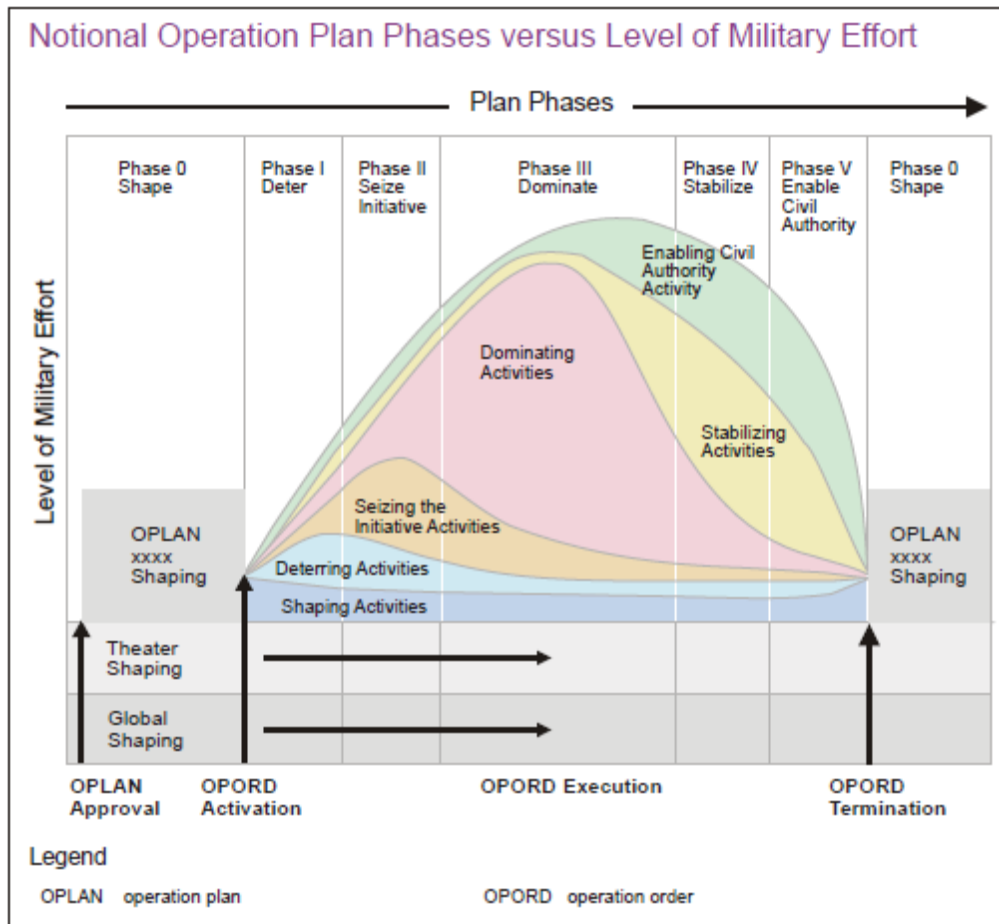 Notional Operation Plan Phases versus Level of Military Effort
Plan Phases
Phase 0
Shape
Phase I
Deter
Phase II
Seize
Initiative
Phase III
Dominate
Phase IV
Stabilize
Phase V
Enable
Civil
Authority
Phase 0
Shape
Level of Military Effort
Enabling Civil
Authority
Activity
Dominating
Activities
Stabilizing
Activities
Seizing the
Initiative Activities
OPLAN
xxxx
Shaping
Deterring Activities
Shaping Activities
OPLAN
xxxx
Shaping
Theater
Shaping
Global
Shaping
OPLAN
Approval
OPORD
Activation
OPORD Execution
OPORD
Termination
Legend
OPLAN operation plan
OPORD operation order